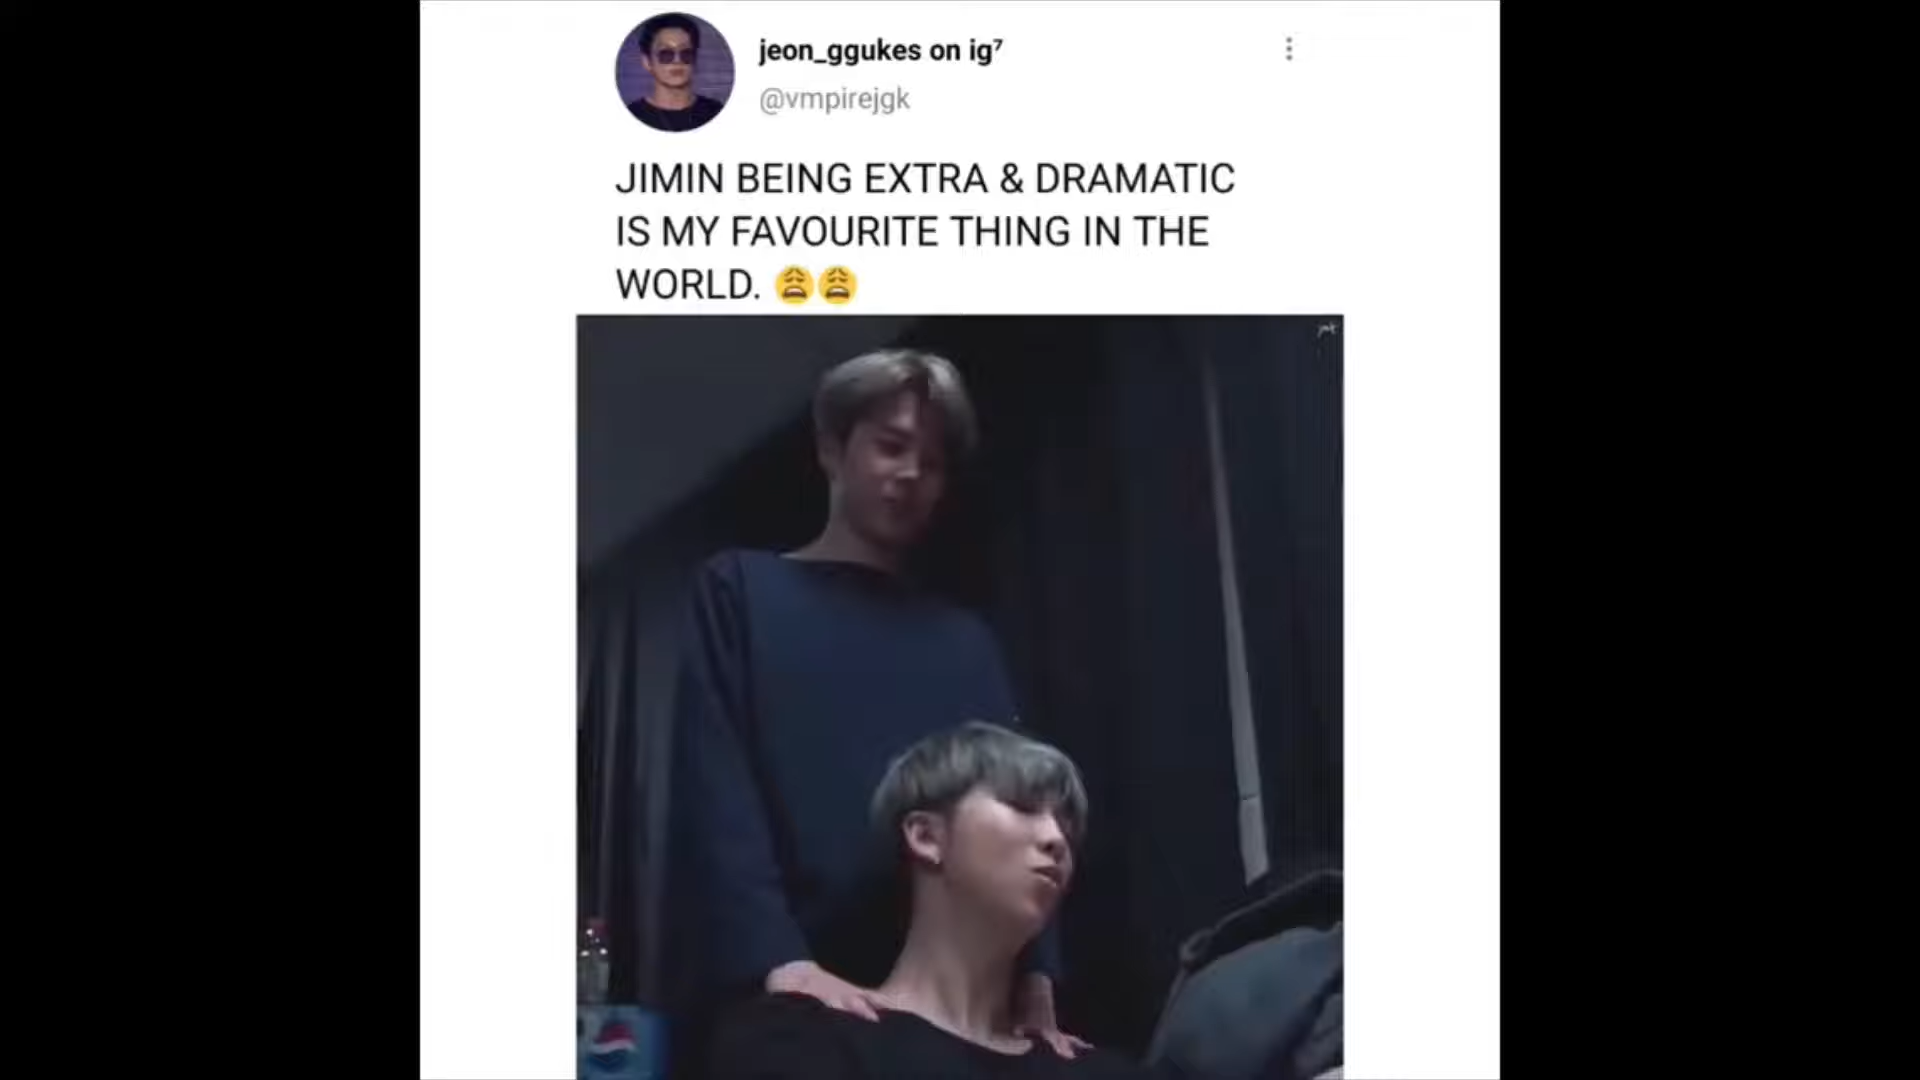 jeon_ggukes on ig⁷
@vmpirejgk
JIMIN BEING EXTRA & DRAMATIC
IS MY FAVOURITE THING IN THE
WORLD. 😩😩